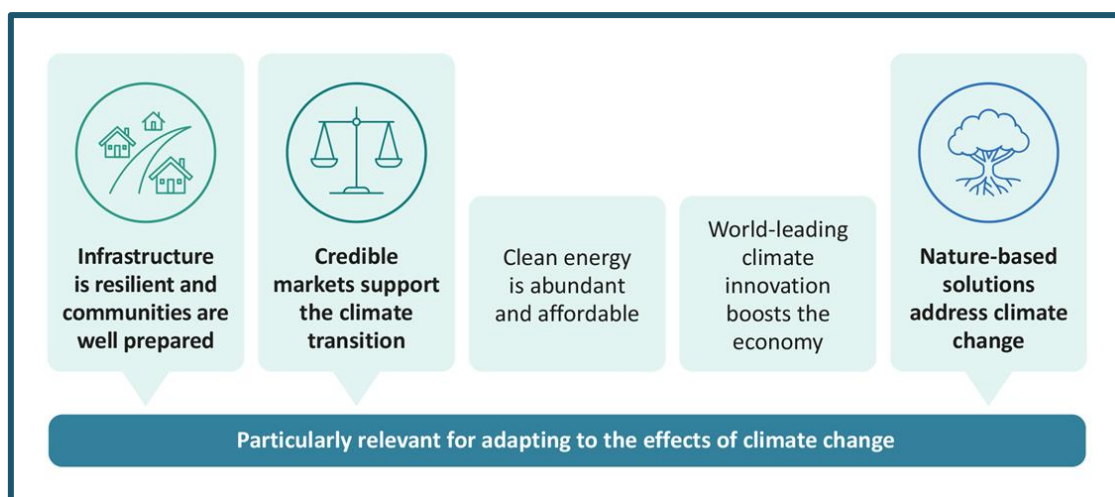 Infrastructure
is resilient and
communities are
well prepared
Credible
markets support
the climate
transition
Clean energy
is abundant
and affordable
World-leading
climate
innovation
boosts the
economy
Nature-based
solutions
address climate
change
Particularly relevant for adapting to the effects of climate change